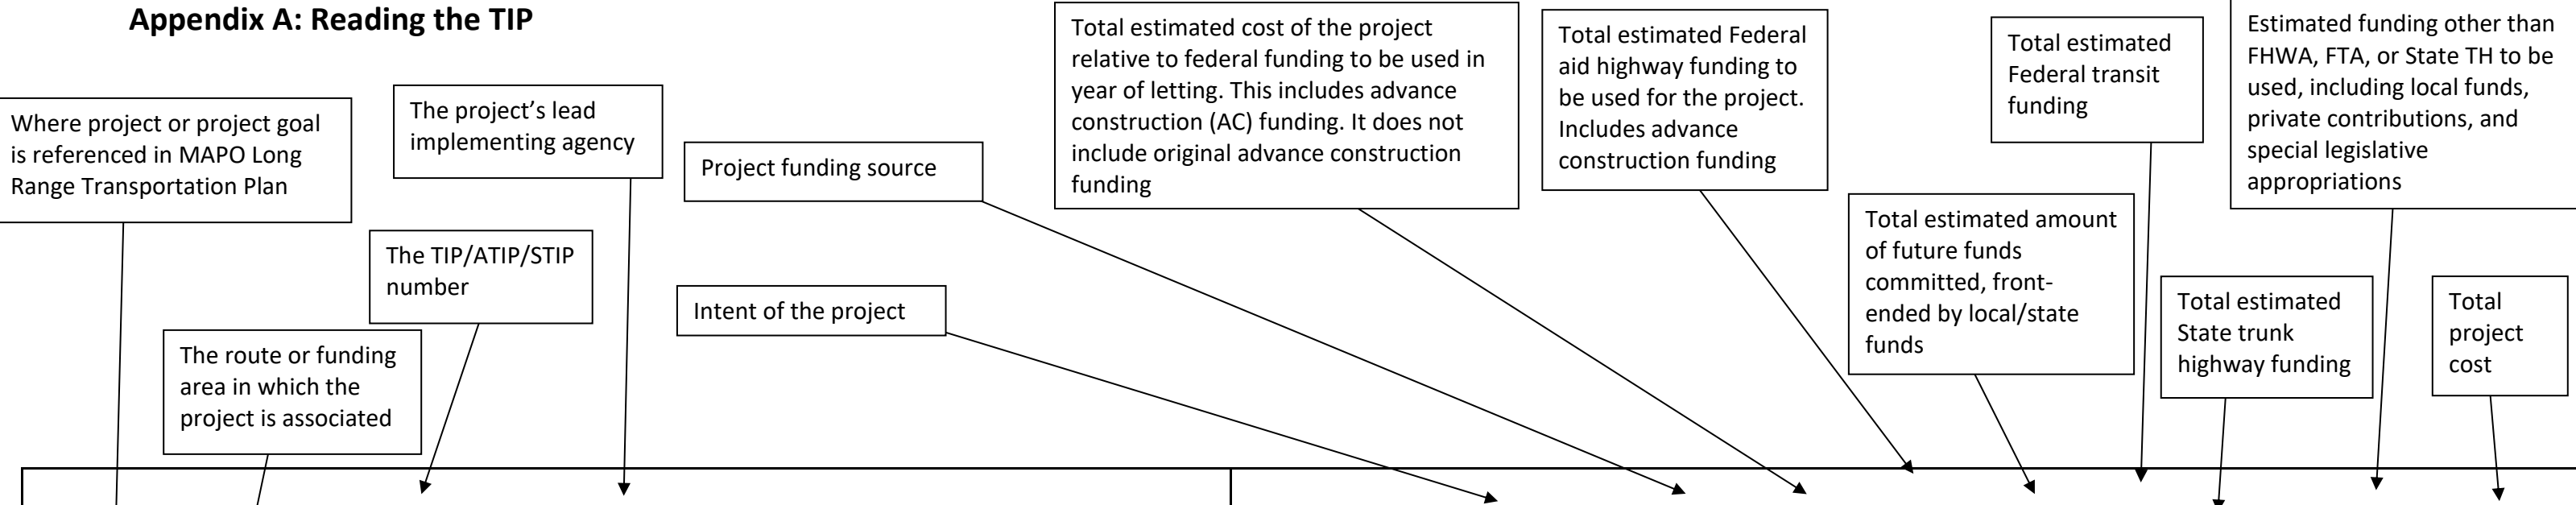 Appendix A: Reading the TIP
Where project or project goal
is referenced in MAPO Long
Range Transportation Plan
The route or funding
area in which the
project is associated
The TIP/ATIP/STIP
number
The project's lead
implementing agency
Project funding source
Intent of the project
Total estimated cost of the project
relative to federal funding to be used in
year of letting. This includes advance
construction (AC) funding. It does not
include original advance construction
funding
Total estimated Federal
aid highway funding to
be used for the project.
Includes advance
construction funding
Total estimated amount
of future funds
committed, front-
ended by local/state
funds
Total estimated
Federal transit
funding
Total estimated
State trunk
highway funding
Estimated funding other than
FHWA, FTA, or State TH to be
used, including local funds,
private contributions, and
special legislative
appropriations
Total
project
cost